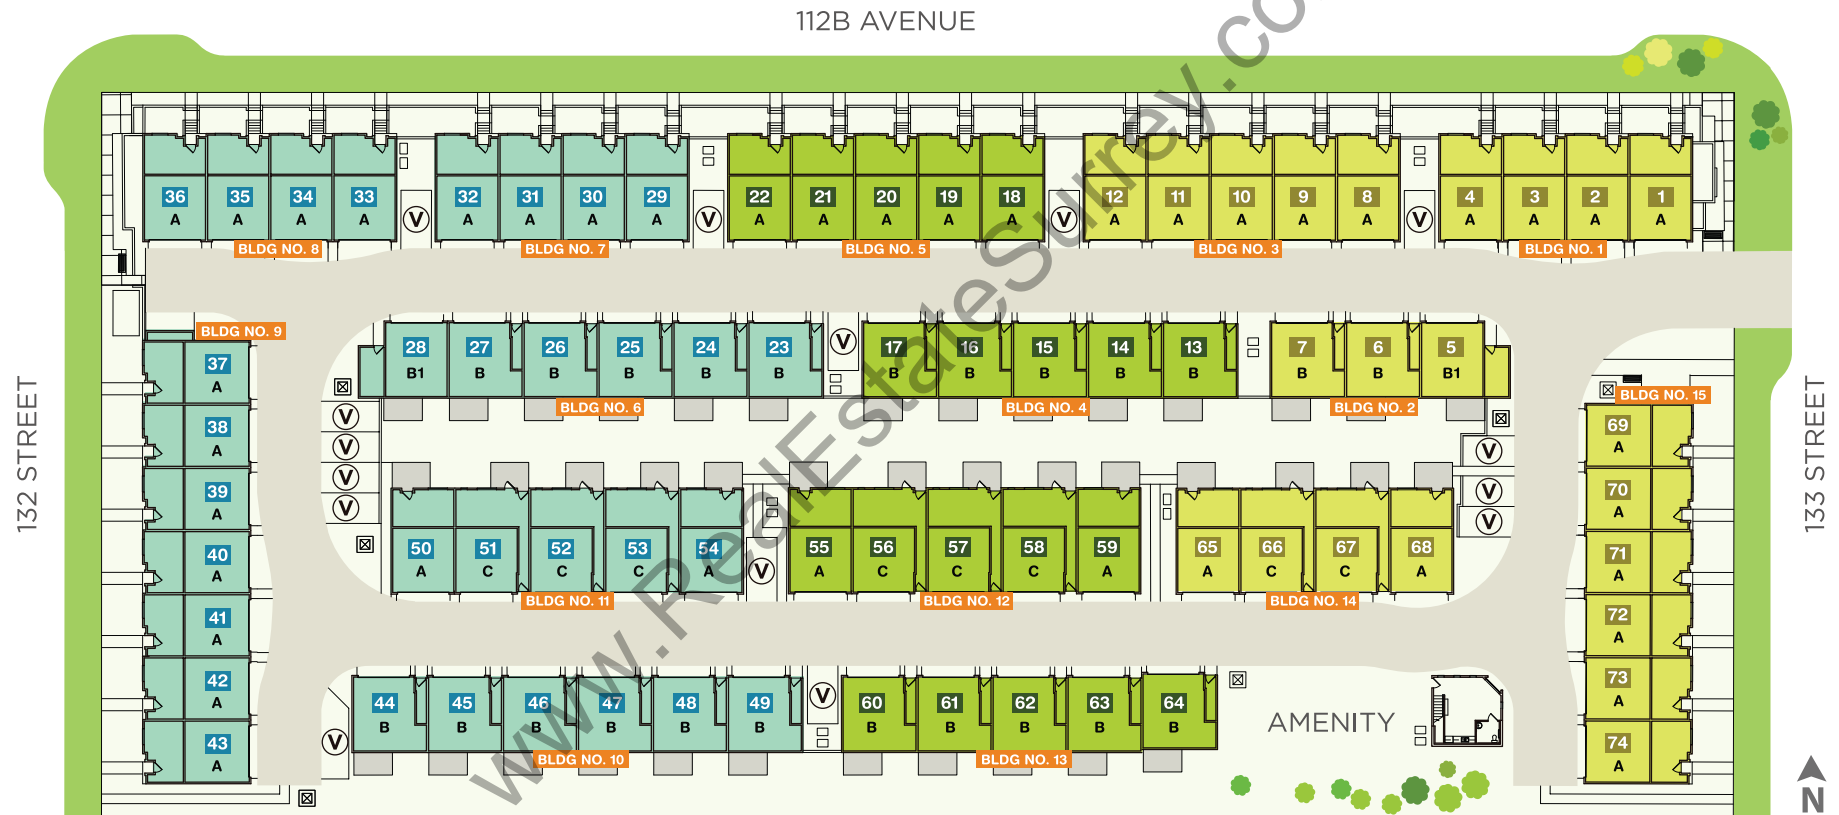 112B AVENUE
www.RealEstateSurrey.co
36 35 34 33 32 31 30 29 22 21 20 19 18 12 11 10 9 8 4 3 2 1
A A A A V A A A A V A A A A A V A A A A A V A A A A
BLDG NO. 8 BLDG NO. 7 BLDG NO. 5 BLDG NO. 3 BLDG NO. 1
BLDG NO. 9
28 27 26 25 24 23 V 17 16 15 14 13 7 6 5
B1 B B B B B B B B B B B B B1
BLDG NO. 6 BLDG NO. 4 BLDG NO. 2 BLDG NO. 15
37
A
38
A
39
A
40
A
41
A
42
A
43
A
V
V
V
V
V
V
V
69
A
70
A
71
A
72
A
73
A
74
A
132 STREET
133 STREET
50 51 52 53 54 55 56 57 58 59 65 66 67 68
A C C C A V A C C C A A C C A
BLDG NO. 11 BLDG NO. 12 BLDG NO. 14
44 45 46 47 48 49 V 60 61 62 63 64
B B B B B B B B B B B
V
AMENITY
BLDG NO. 10 BLDG NO. 13
N